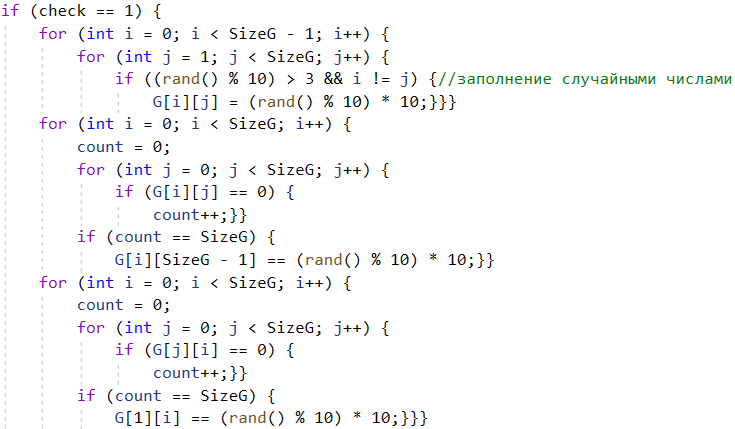 if (check == 1) {
for (int i = 0; i < SizeG - 1; i++) {
for (int j = 1; j < SizeG; j++) {
if ((rand() % 10) > 3 && i != j) {//заполнение случайными числами
G[i][j] = (rand() % 10) * 10;}}}
for (int i = 0; i < SizeG; i++) {
count = 0;
for (int j = 0; j < SizeG; j++) {
if (G[i][j] == 0) {
count++;}}
if (count == SizeG) {
G[i][SizeG - 1] == (rand() % 10) * 10;}}
for (int i = 0; i < SizeG; i++) {
count = 0;
for (int j = 0; j < SizeG; j++) {
if (G[j][i] == 0) {
count++;}}
if (count == SizeG) {
G[1][i] == (rand() % 10) * 10;}}}